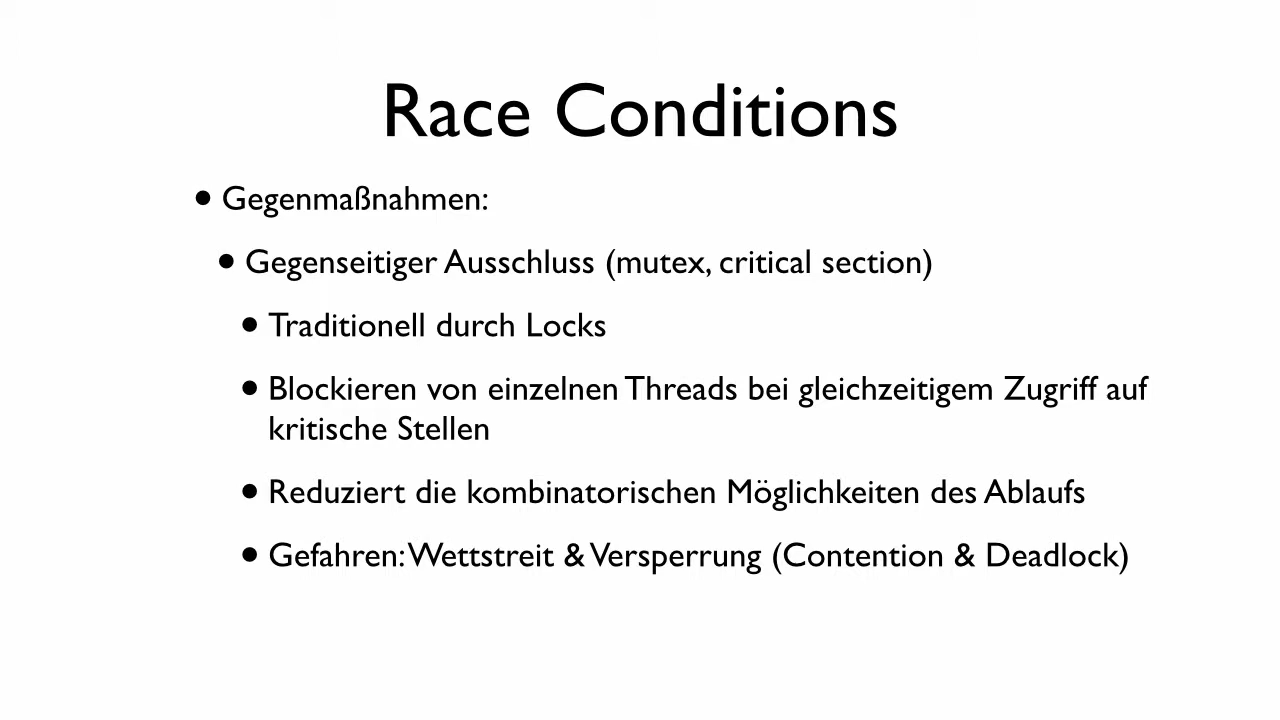 Race Conditions
• Gegenmaßnahmen:
• Gegenseitiger Ausschluss (mutex, critical section)
• Traditionell durch Locks
• Blockieren von einzelnen Threads bei gleichzeitigem Zugriff auf
kritische Stellen
• Reduziert die kombinatorischen Möglichkeiten des Ablaufs
• Gefahren: Wettstreit & Versperrung (Contention & Deadlock)